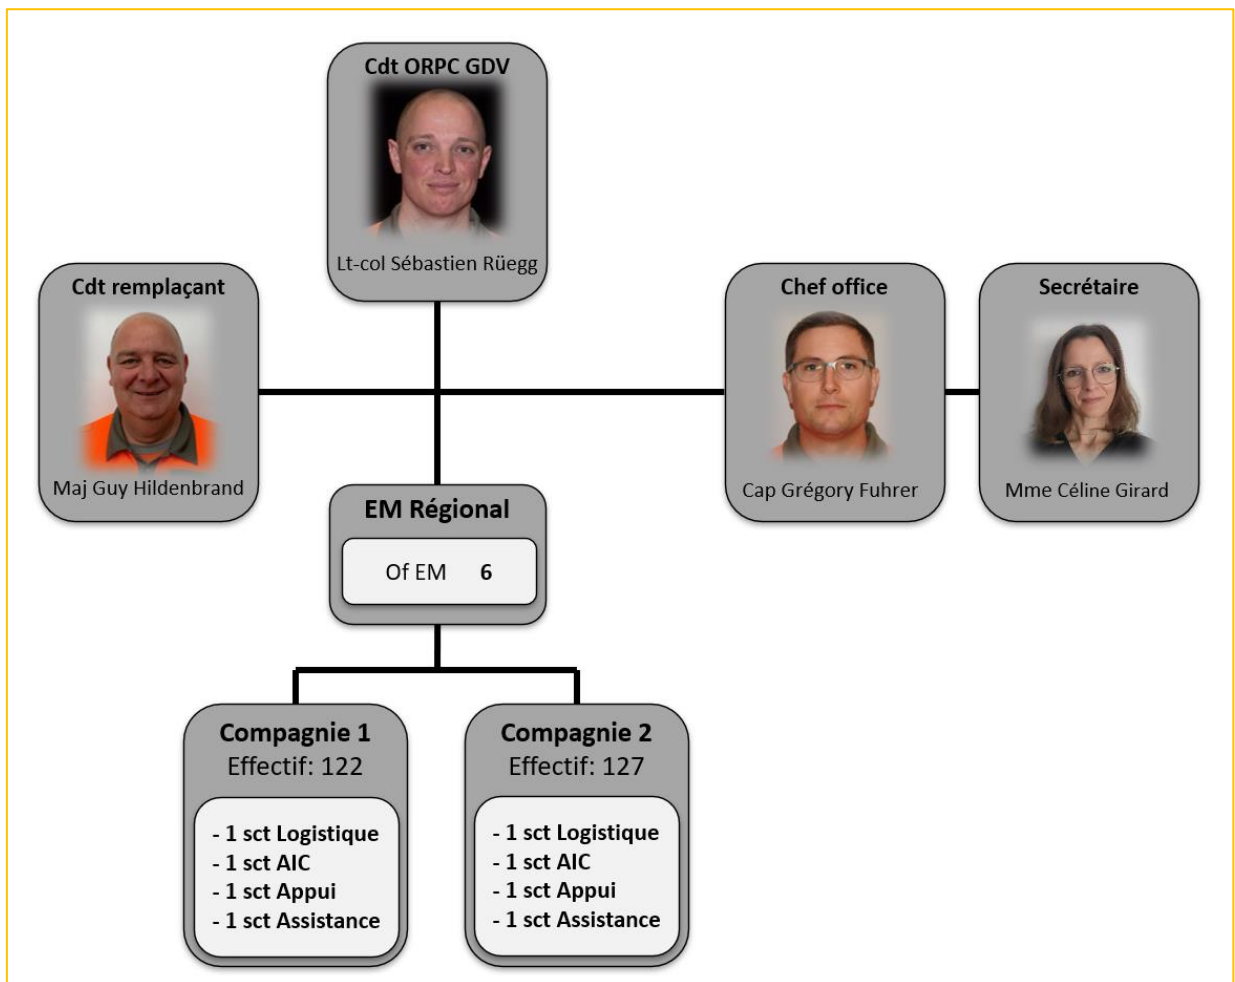 Cdt ORPC GDV
Lt-col Sébastien Rüegg
Cdt remplaçant
Maj Guy Hildenbrand
Chef office
Cap Grégory Fuhrer
Secrétaire
Mme Céline Girard
EM Régional
Of EM 6
Compagnie 1
Effectif: 122
- 1 sct Logistique
- 1 sct AIC
- 1 sct Appui
- 1 sct Assistance
Compagnie 2
Effectif: 127
- 1 sct Logistique
- 1 sct AIC
- 1 sct Appui
- 1 sct Assistance